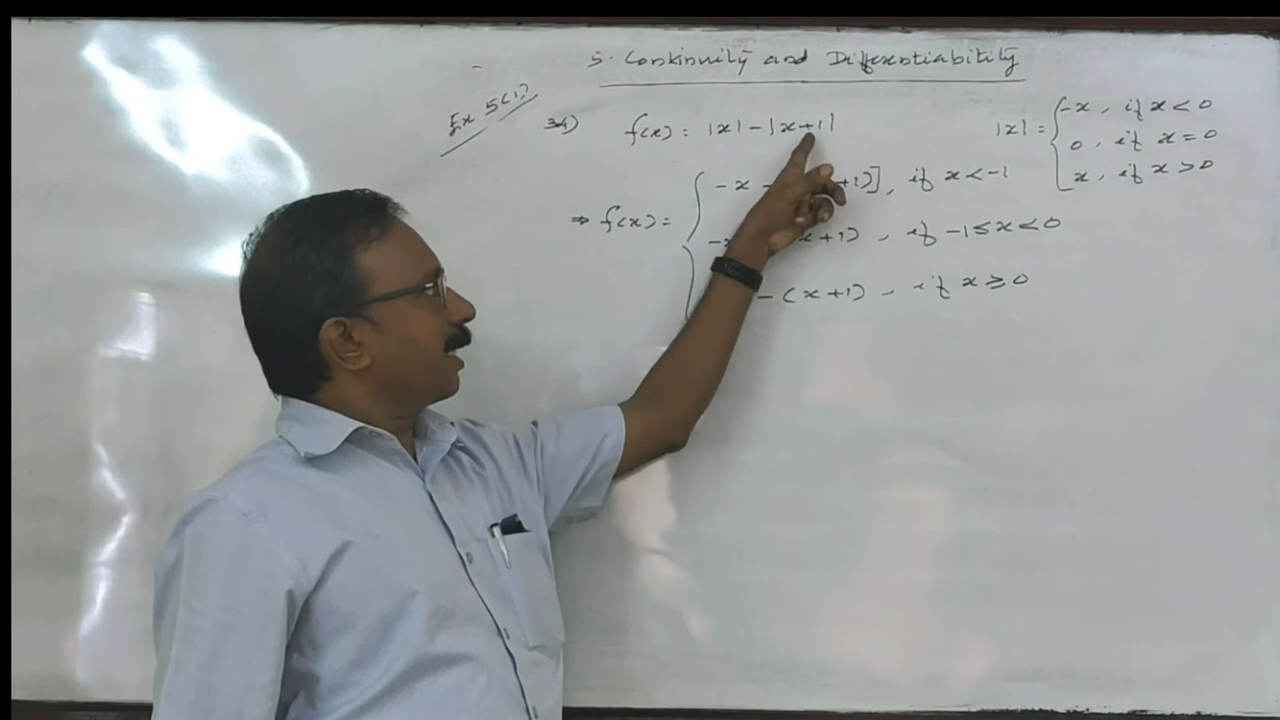 5. Continuity and Differentiability
Ex 5(1)
34) f(x) = |x| - |x+1|
|x| = { -x, if x < 0
0, if x = 0
x, if x > 0
⇒ f(x) = { -x - +1)], if x < -1
x+1), if -1 ≤ x < 0
-(x+1), if x ≥ 0